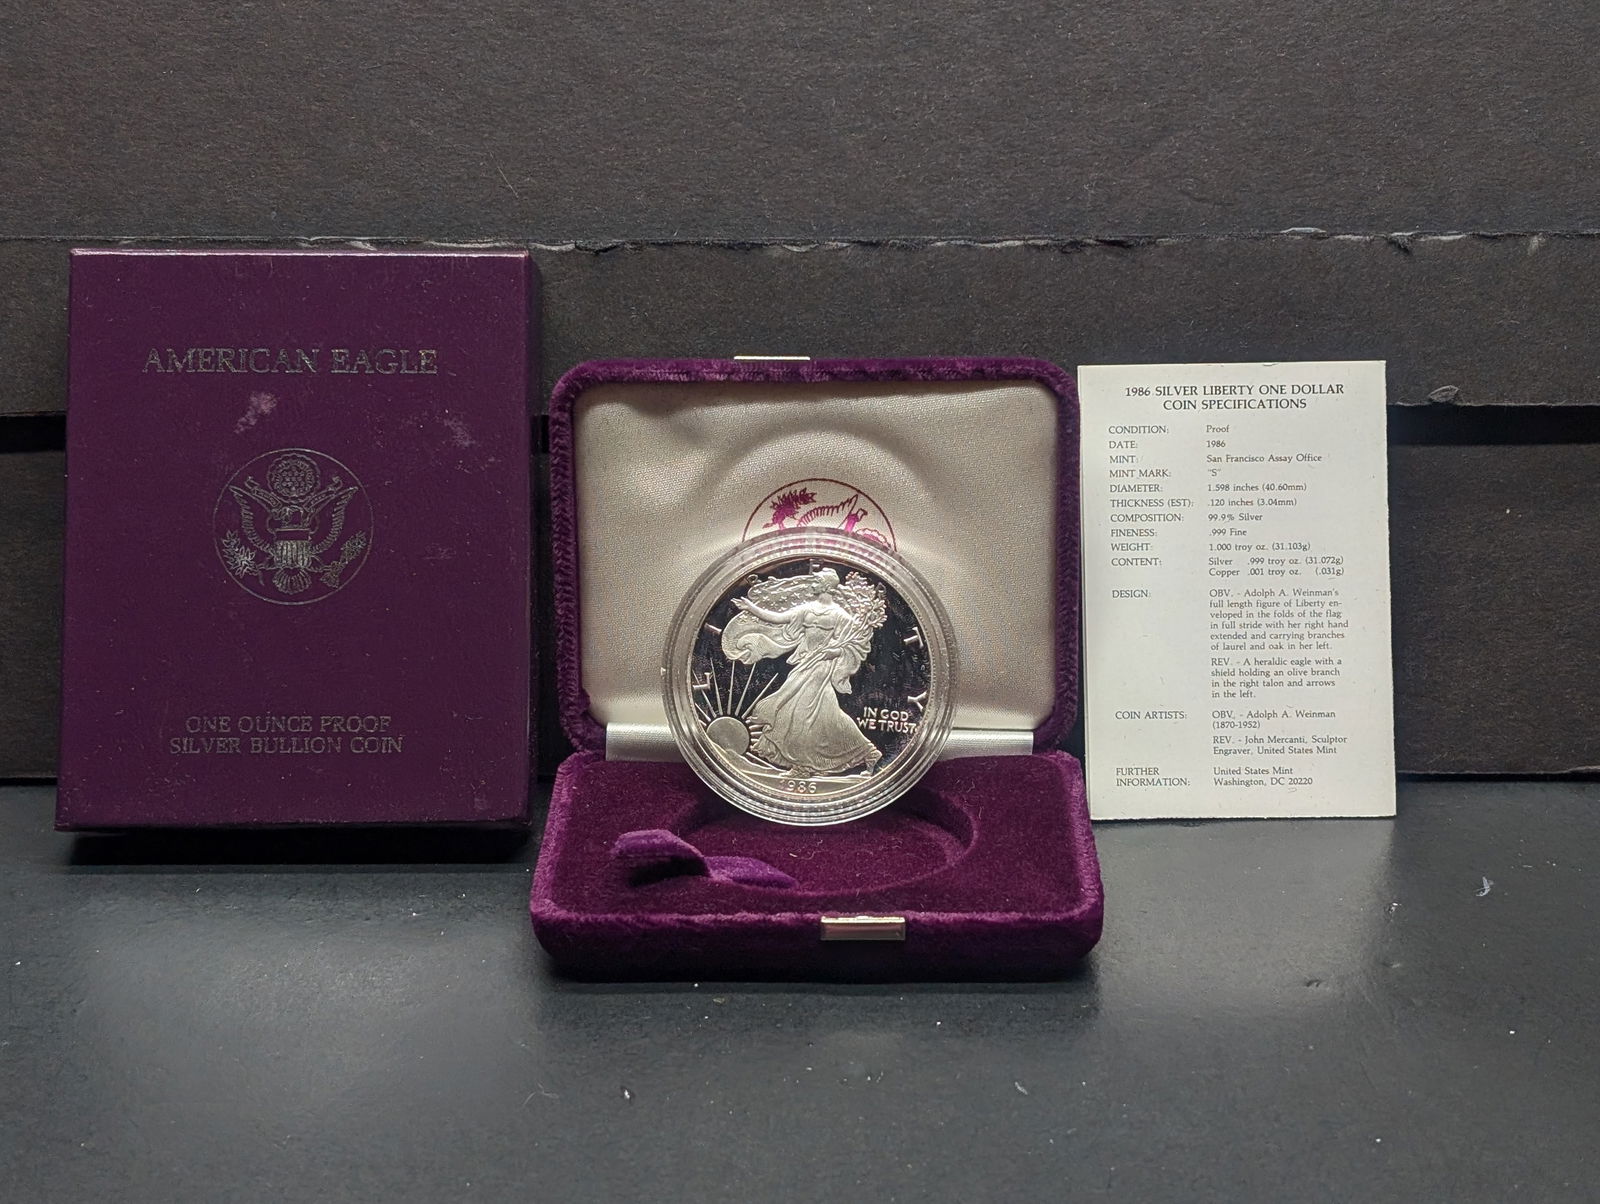 AMERICAN EAGLE
ONE OUNCE PROOF
SILVER BULLION COIN
LIBERTY
IN GOD
WE TRUST
1986
1986 SILVER LIBERTY ONE DOLLAR
COIN SPECIFICATIONS
CONDITION: Proof
DATE: 1986
MINT: San Francisco Assay Office
MINT MARK: "S"
DIAMETER: 1.598 inches (40.60mm)
THICKNESS (EST): .120 inches (3.04mm)
COMPOSITION: 99.9% Silver
FINENESS: .999 Fine
WEIGHT: 1.000 troy oz. (31.103g)
CONTENT: Silver .999 troy oz. (31.072g)
Copper .001 troy oz. (.031g)
DESIGN: OBV. - Adolph A. Weinman's
full length figure of Liberty en-
veloped in the folds of the flag
in full stride with her right hand
extended and carrying branches
of laurel and oak in her left.
REV. - A heraldic eagle with a
shield holding an olive branch
in the right talon and arrows
in the left.
COIN ARTISTS: OBV. - Adolph A. Weinman
(1870-1952)
REV. - John Mercanti, Sculptor
Engraver, United States Mint
FURTHER United States Mint
INFORMATION: Washington, DC 20220